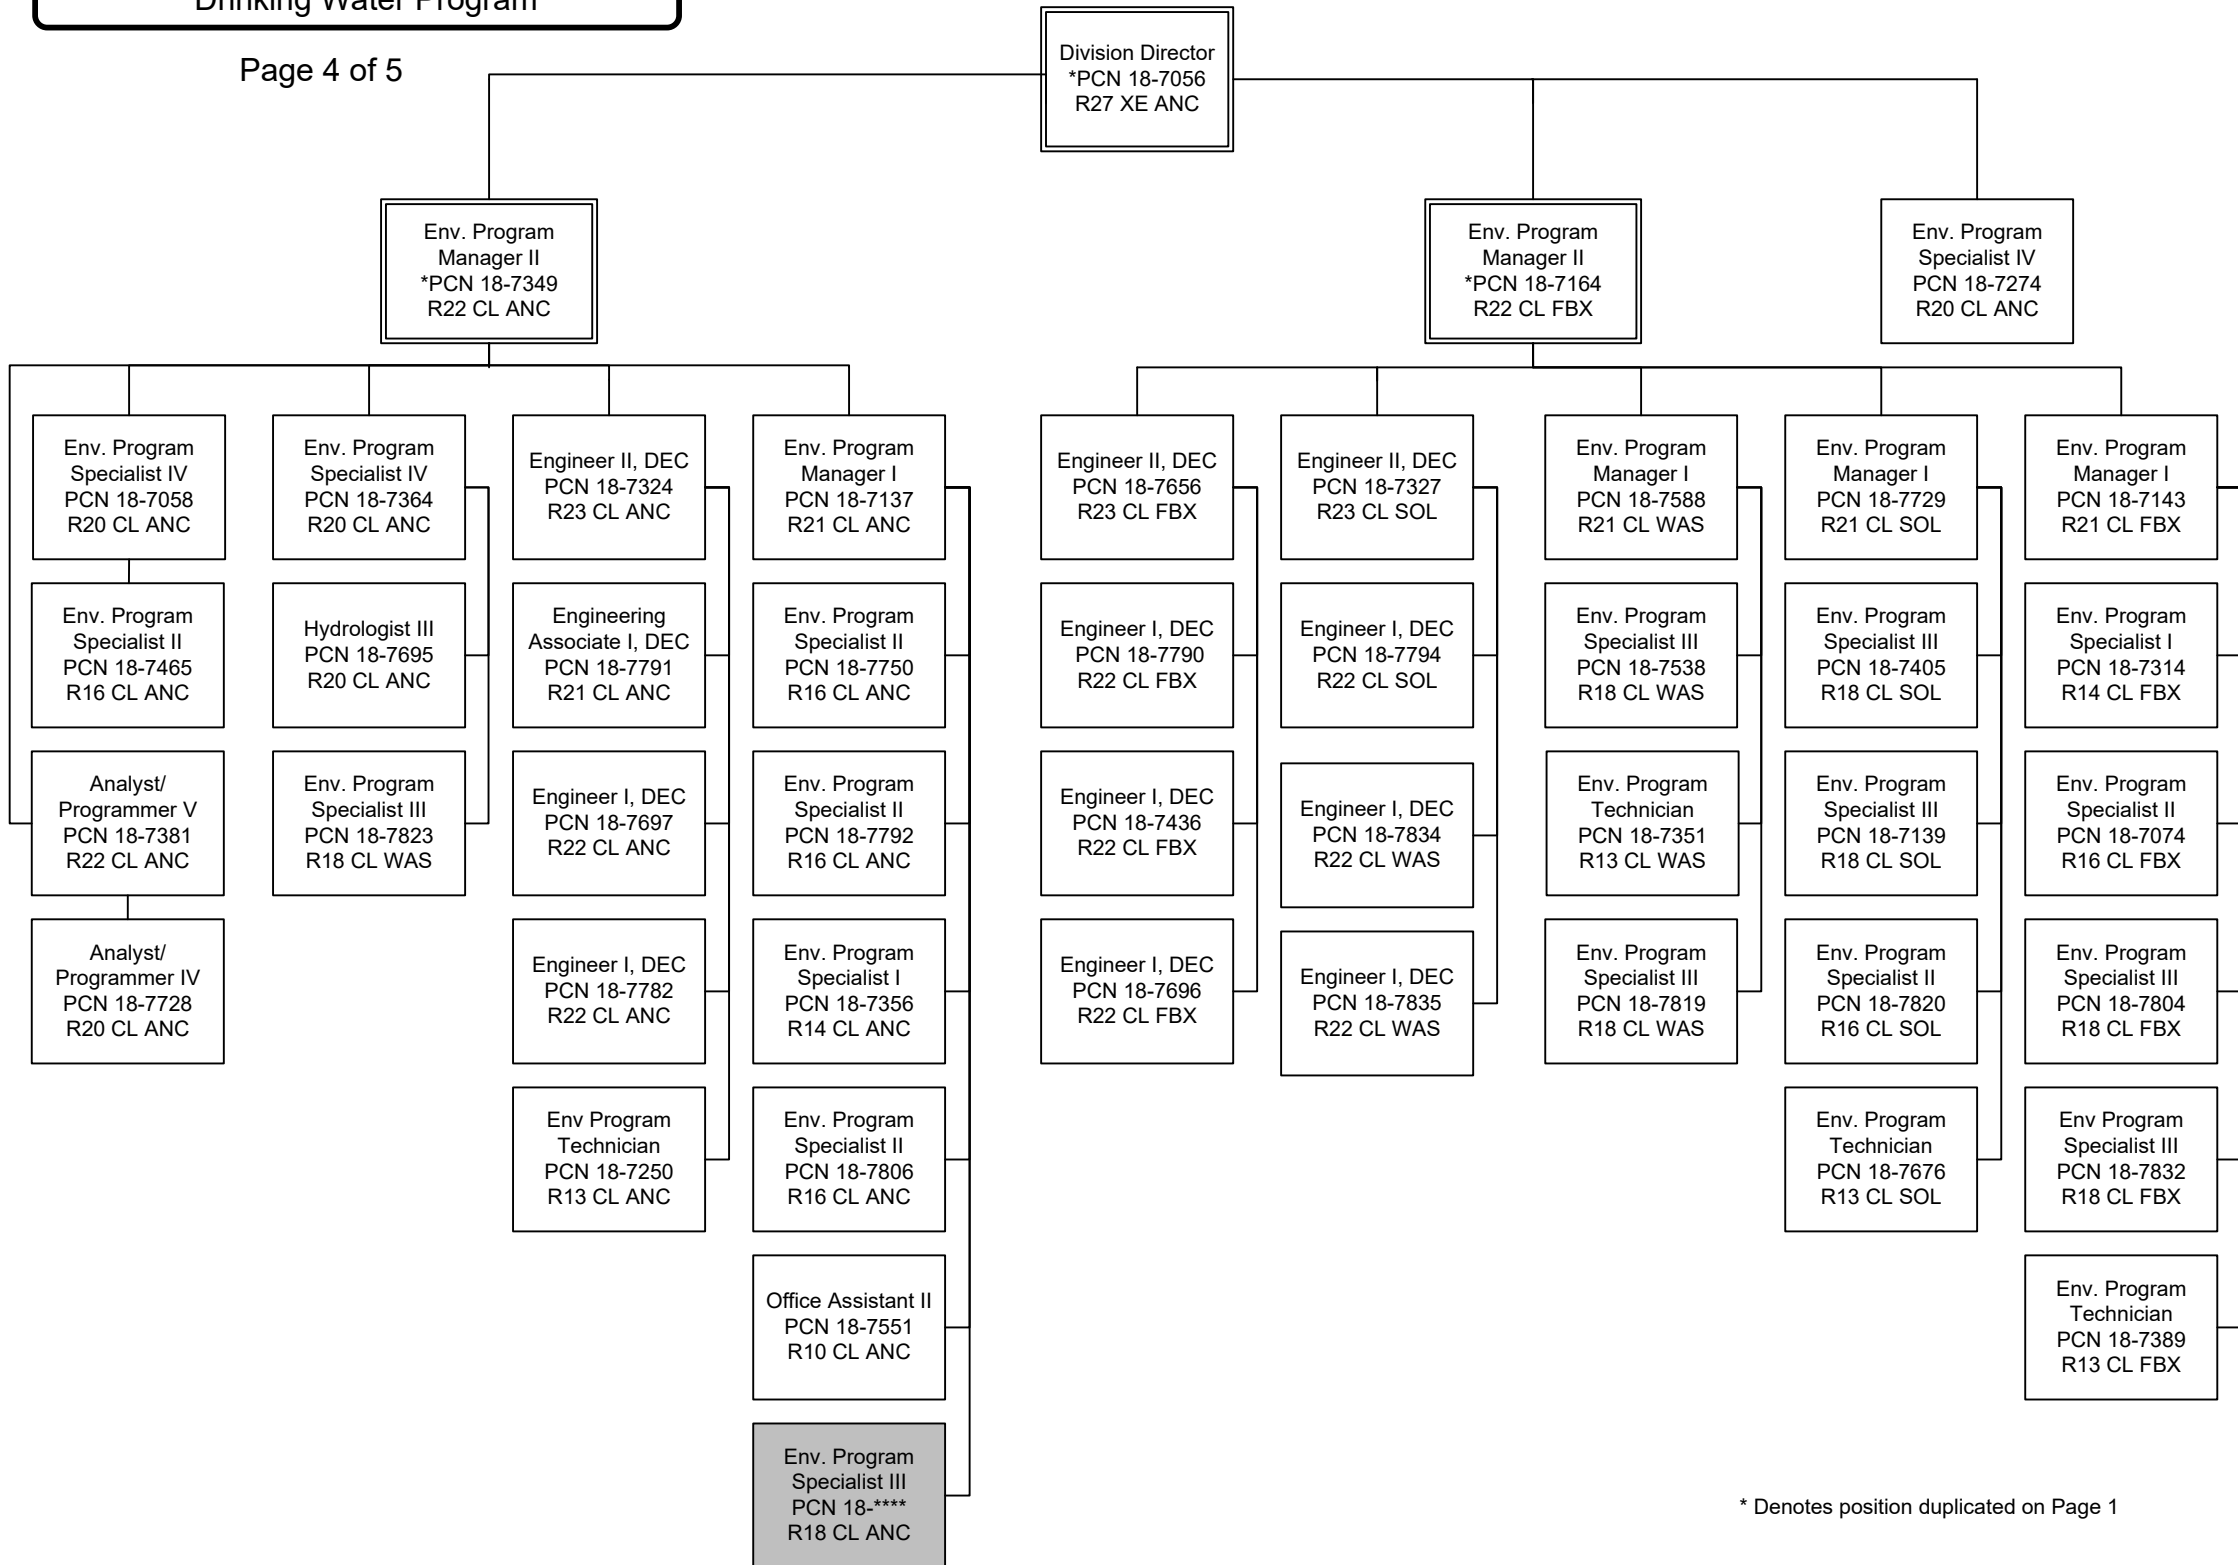 Drinking Water Program
Page 4 of 5
Division Director
*PCN 18-7056
R27 XE ANC
Env. Program
Manager II
*PCN 18-7349
R22 CL ANC
Env. Program
Manager II
*PCN 18-7164
R22 CL FBX
Env. Program
Specialist IV
PCN 18-7274
R20 CL ANC
Env. Program
Specialist IV
PCN 18-7058
R20 CL ANC
Env. Program
Specialist IV
PCN 18-7364
R20 CL ANC
Engineer II, DEC
PCN 18-7324
R23 CL ANC
Env. Program
Manager I
PCN 18-7137
R21 CL ANC
Engineer II, DEC
PCN 18-7656
R23 CL FBX
Engineer II, DEC
PCN 18-7327
R23 CL SOL
Env. Program
Manager I
PCN 18-7588
R21 CL WAS
Env. Program
Manager I
PCN 18-7729
R21 CL SOL
Env. Program
Manager I
PCN 18-7143
R21 CL FBX
Env. Program
Specialist II
PCN 18-7465
R16 CL ANC
Hydrologist III
PCN 18-7695
R20 CL ANC
Engineering
Associate I, DEC
PCN 18-7791
R21 CL ANC
Env. Program
Specialist II
PCN 18-7750
R16 CL ANC
Engineer I, DEC
PCN 18-7790
R22 CL FBX
Engineer I, DEC
PCN 18-7794
R22 CL SOL
Env. Program
Specialist III
PCN 18-7538
R18 CL WAS
Env. Program
Specialist III
PCN 18-7405
R18 CL SOL
Env. Program
Specialist I
PCN 18-7314
R14 CL FBX
Analyst/
Programmer V
PCN 18-7381
R22 CL ANC
Env. Program
Specialist III
PCN 18-7823
R18 CL WAS
Engineer I, DEC
PCN 18-7697
R22 CL ANC
Env. Program
Specialist II
PCN 18-7792
R16 CL ANC
Engineer I, DEC
PCN 18-7436
R22 CL FBX
Engineer I, DEC
PCN 18-7834
R22 CL WAS
Env. Program
Technician
PCN 18-7351
R13 CL WAS
Env. Program
Specialist III
PCN 18-7139
R18 CL SOL
Env. Program
Specialist II
PCN 18-7074
R16 CL FBX
Analyst/
Programmer IV
PCN 18-7728
R20 CL ANC
Engineer I, DEC
PCN 18-7782
R22 CL ANC
Env. Program
Specialist I
PCN 18-7356
R14 CL ANC
Engineer I, DEC
PCN 18-7696
R22 CL FBX
Engineer I, DEC
PCN 18-7835
R22 CL WAS
Env. Program
Specialist III
PCN 18-7819
R18 CL WAS
Env. Program
Specialist II
PCN 18-7820
R16 CL SOL
Env. Program
Specialist III
PCN 18-7804
R18 CL FBX
Env Program
Technician
PCN 18-7250
R13 CL ANC
Env. Program
Specialist II
PCN 18-7806
R16 CL ANC
Env. Program
Technician
PCN 18-7676
R13 CL SOL
Env Program
Specialist III
PCN 18-7832
R18 CL FBX
Office Assistant II
PCN 18-7551
R10 CL ANC
Env. Program
Technician
PCN 18-7389
R13 CL FBX
Env. Program
Specialist III
PCN 18-****
R18 CL ANC
* Denotes position duplicated on Page 1